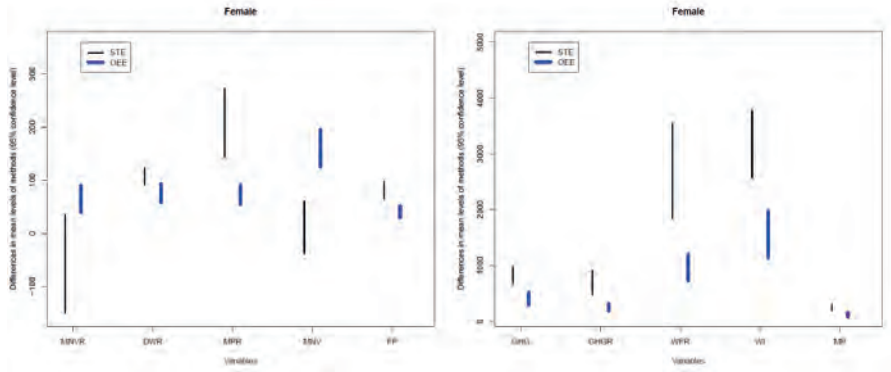 Female
Differences in mean levels of methods (95% confidence level)
300
200
100
0
-100
STE
OEE
MNVR
DWR
MPR
MNV
FP
Variables
Female
Differences in mean levels of methods (95% confidence level)
5000
4000
3000
2000
1000
0
STE
OEE
GHG
GHGR
WFR
WI
MP
Variables